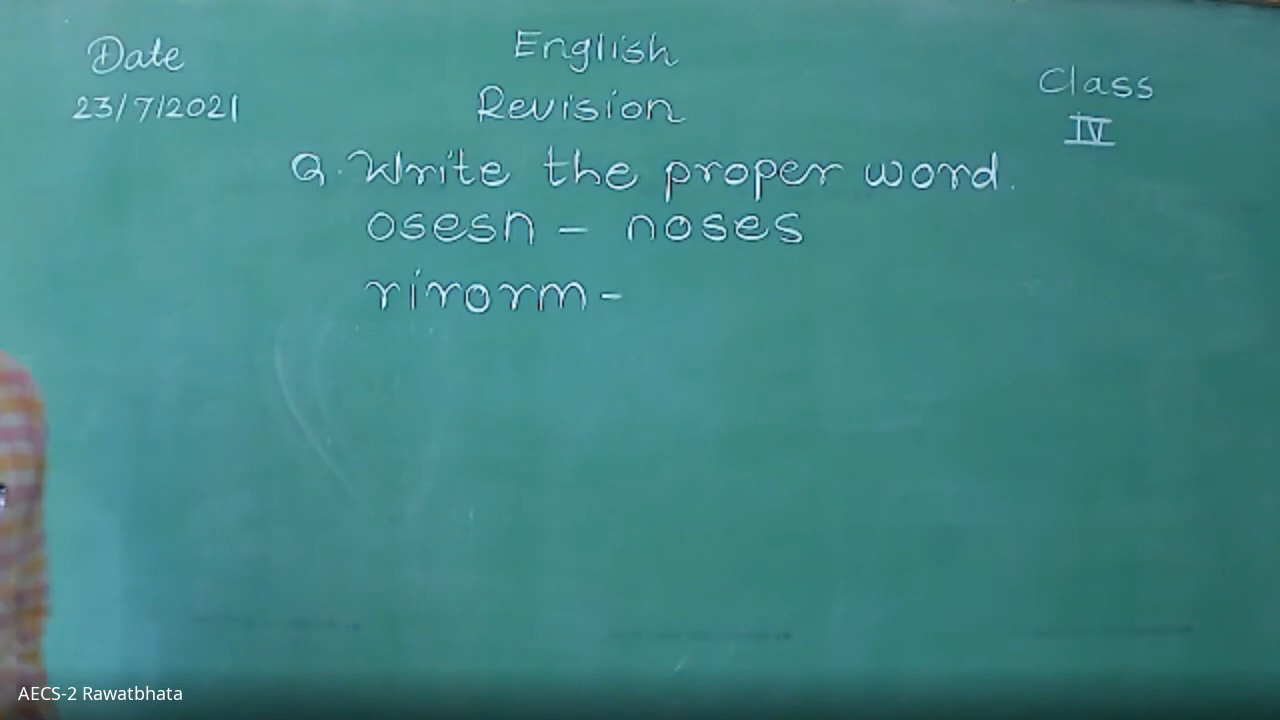 Date
23/7/2021
English
Revision
Class
IV
Q. Write the proper word.
osesn - noses
rirorm -
AECS-2 Rawatbhata